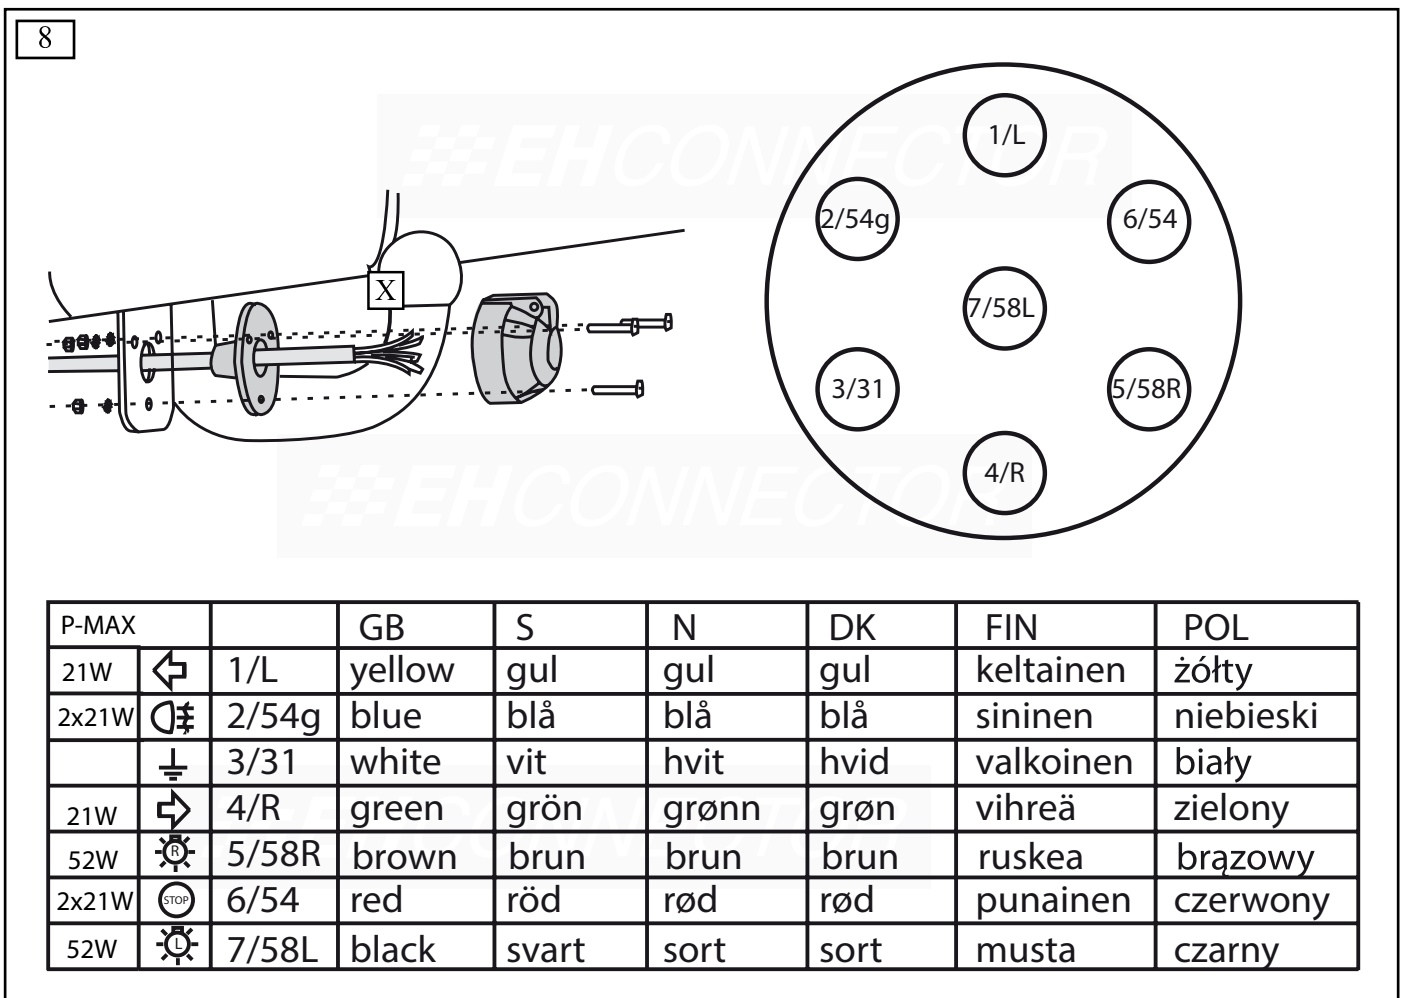 8
EHCONNECTOR
1/L
2/54g
6/54
7/58L
X
3/31
5/58R
4/R
EHCONNECTOR
P-MAX GB S N DK FIN POL
21W 1/L yellow gul gul gul keltainen żółty
2x21W 2/54g blue blå blå blå sininen niebieski
3/31 white vit hvit hvid valkoinen biały
EHCONNECTOR
21W 4/R green grön grønn grøn vihreä zielony
52W R 5/58R brown brun brun brun ruskea brązowy
2x21W STOP 6/54 red röd rød rød punainen czerwony
52W L 7/58L black svart sort sort musta czarny